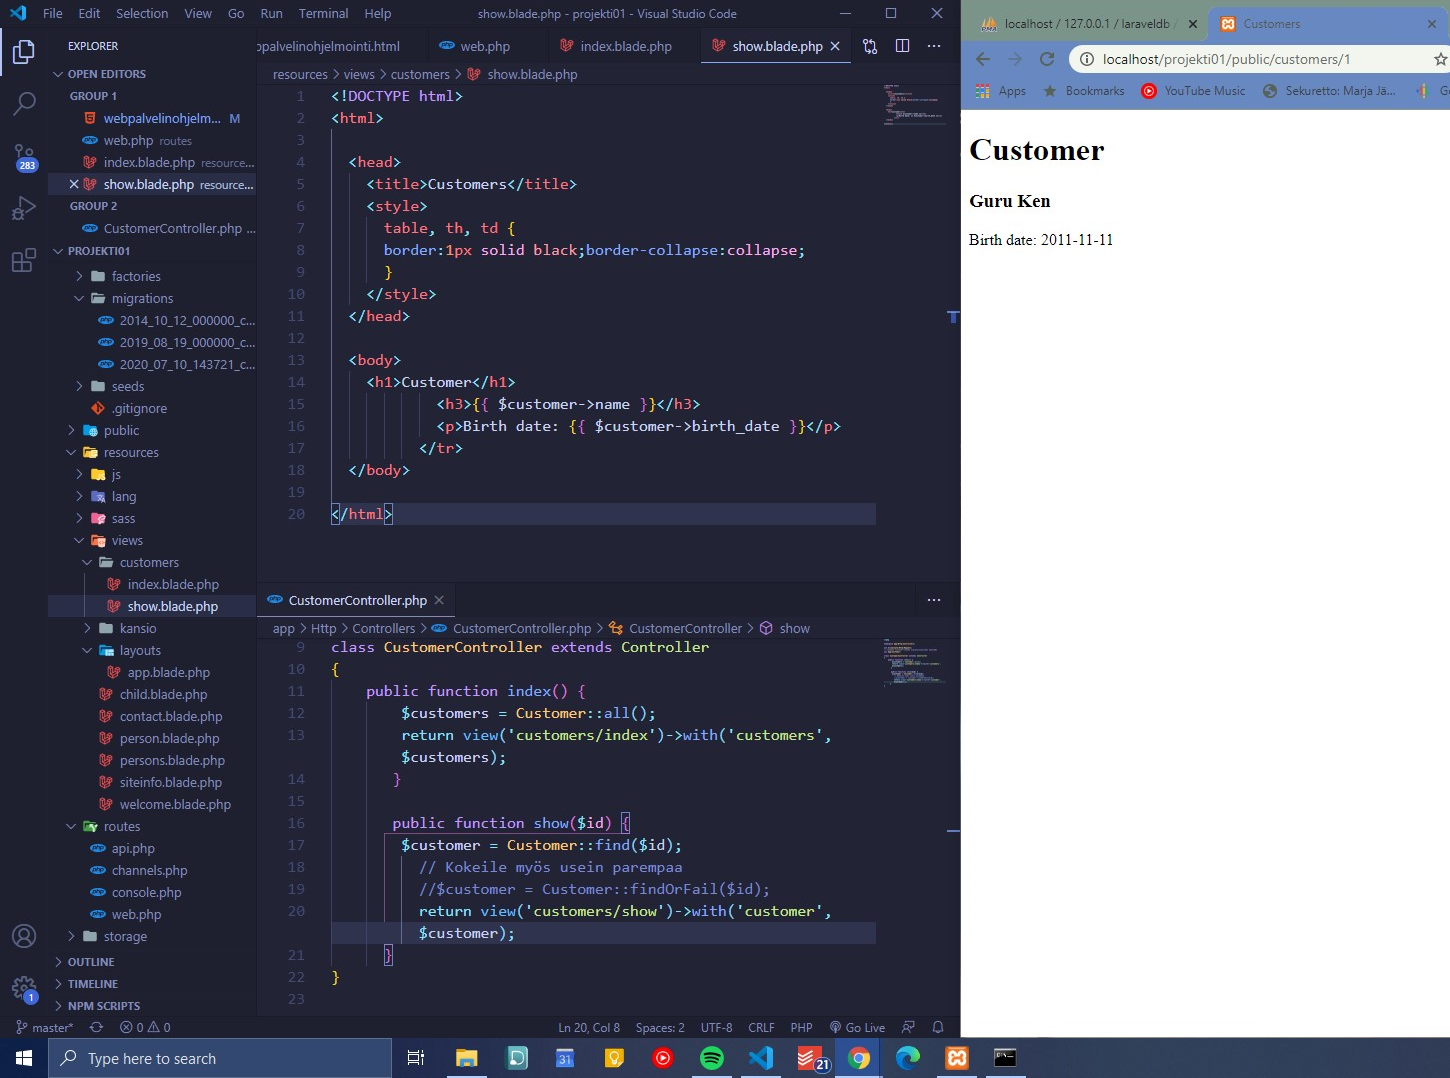 File Edit Selection View Go Run Terminal Help show.blade.php - projekti01 - Visual Studio Code
EXPLORER
OPEN EDITORS
GROUP 1
webpalvelinohjelm... M
web.php routes
index.blade.php resource...
show.blade.php resource...
GROUP 2
CustomerController.php ...
PROJEKTI01
factories
migrations
2014_10_12_000000_c...
2019_08_19_000000_c...
2020_07_10_143721_c...
seeds
.gitignore
public
resources
js
lang
sass
views
customers
index.blade.php
show.blade.php
kansio
layouts
app.blade.php
child.blade.php
contact.blade.php
person.blade.php
persons.blade.php
siteinfo.blade.php
welcome.blade.php
routes
api.php
channels.php
console.php
web.php
storage
OUTLINE
TIMELINE
NPM SCRIPTS
283
1
opalvelinohjelmointi.html web.php index.blade.php show.blade.php
resources > views > customers > show.blade.php
1 <!DOCTYPE html>
2 <html>
3
4 <head>
5 <title>Customers</title>
6 <style>
7 table, th, td {
8 border:1px solid black;border-collapse:collapse;
9 }
10 </style>
11 </head>
12
13 <body>
14 <h1>Customer</h1>
15 <h3>{{ $customer->name }}</h3>
16 <p>Birth date: {{ $customer->birth_date }}</p>
17 </tr>
18 </body>
19
20 </html>
CustomerController.php
app > Http > Controllers > CustomerController.php > CustomerController > show
9 class CustomerController extends Controller
10 {
11 public function index() {
12 $customers = Customer::all();
13 return view('customers/index')->with('customers',
$customers);
14 }
15
16 public function show($id) {
17 $customer = Customer::find($id);
18 // Kokeile myös usein parempaa
19 //$customer = Customer::findOrFail($id);
20 return view('customers/show')->with('customer',
$customer);
21 }
22 }
23
master* 0 0 Ln 20, Col 8 Spaces: 2 UTF-8 CRLF PHP Go Live
localhost / 127.0.0.1 / laraveldb / Customers
localhost/projekti01/public/customers/1
Apps Bookmarks YouTube Music Sekuretto: Marja Jä...
Customer
Guru Ken
Birth date: 2011-11-11
Type here to search
31
21